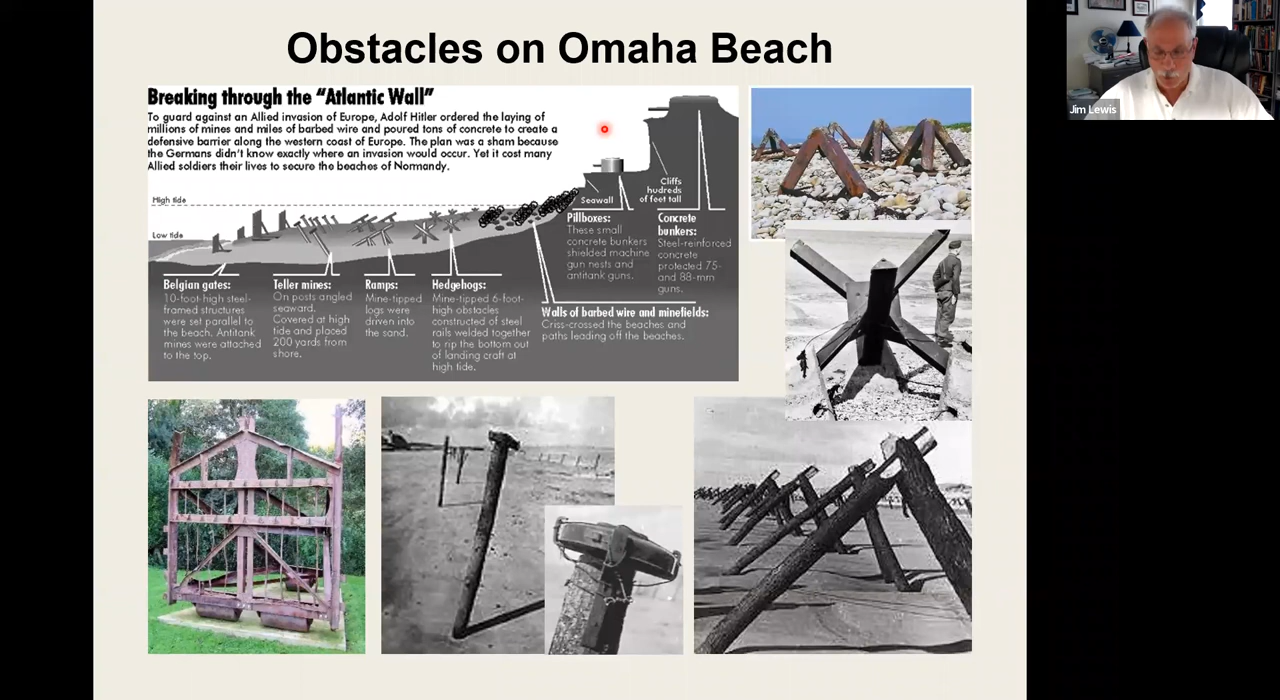 Obstacles on Omaha Beach
Jim Lewis
Breaking through the “Atlantic Wall”
To guard against an Allied invasion of Europe, Adolf Hitler ordered the laying of
millions of mines and miles of barbed wire and poured tons of concrete to create a
defensive barrier along the western coast of Europe. The plan was a sham because
the Germans didn’t know exactly where an invasion would occur. Yet it cost many
Allied soldiers their lives to secure the beaches of Normandy.
High tide
Low tide
Seawall
Cliffs
hudreds
of feet tall
Belgian gates:
10-foot-high steel-
framed structures
were set parallel to
the beach. Antitank
mines were attached
to the top.
Teller mines:
On posts angled
seaward.
Covered at high
tide and placed
200 yards from
shore.
Ramps:
Mine-tipped
logs were
driven into
the sand.
Hedgehogs:
Mine-tipped 6-foot-
high obstacles
constructed of steel
rails welded together
to rip the bottom out
of landing craft at
high tide.
Pillboxes:
These small
concrete bunkers
shielded machine
gun nests and
antitank guns.
Concrete
bunkers:
Steel-reinforced
concrete
protected 75-
and 88-mm
guns.
Walls of barbed wire and minefields:
Criss-crossed the beaches and
paths leading off the beaches.